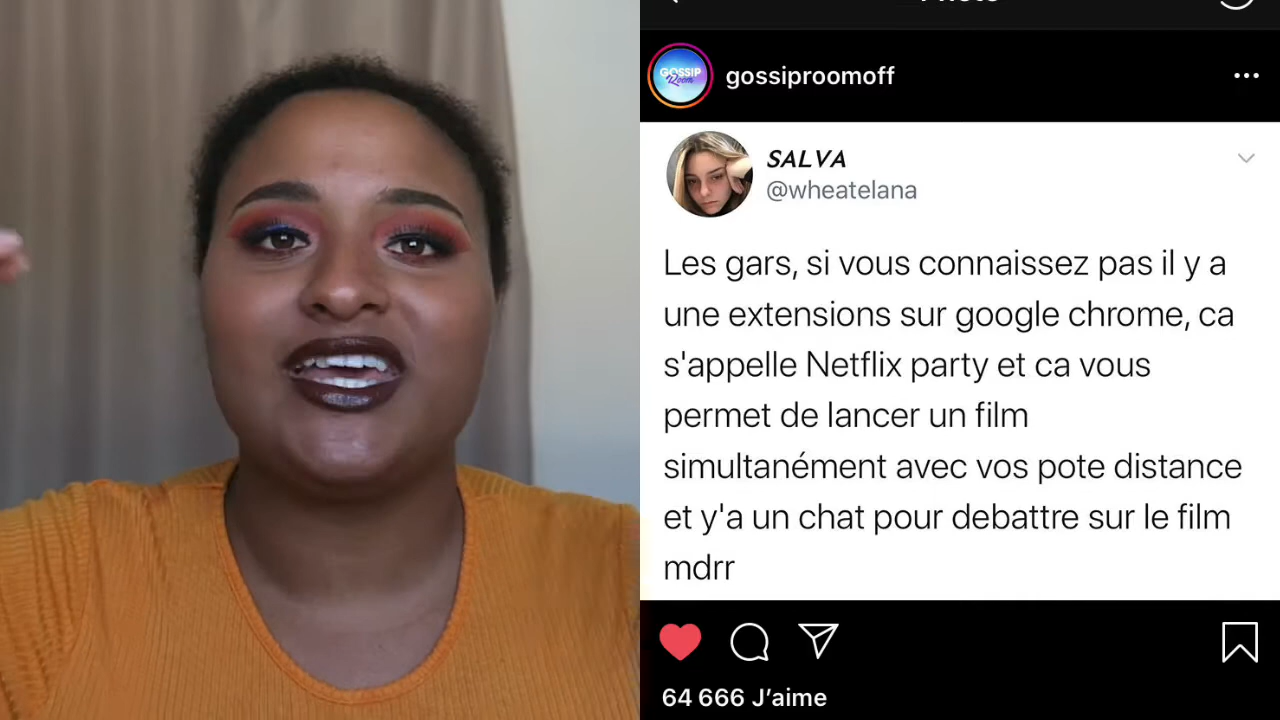 gossiproomoff
GOSSIP
Room
SALVA
@wheatelana
Les gars, si vous connaissez pas il y a
une extensions sur google chrome, ca
s'appelle Netflix party et ca vous
permet de lancer un film
simultanément avec vos pote distance
et y'a un chat pour debattre sur le film
mdrr
64 666 J’aime